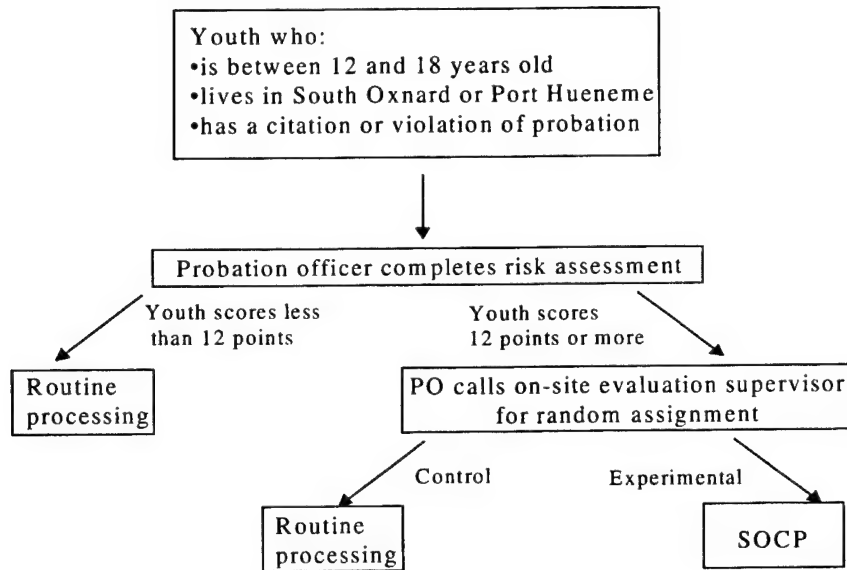 Youth who:
•is between 12 and 18 years old
•lives in South Oxnard or Port Hueneme
•has a citation or violation of probation
Probation officer completes risk assessment
Youth scores less
than 12 points
Youth scores
12 points or more
Routine
processing
PO calls on-site evaluation supervisor
for random assignment
Control
Experimental
Routine
processing
SOCP